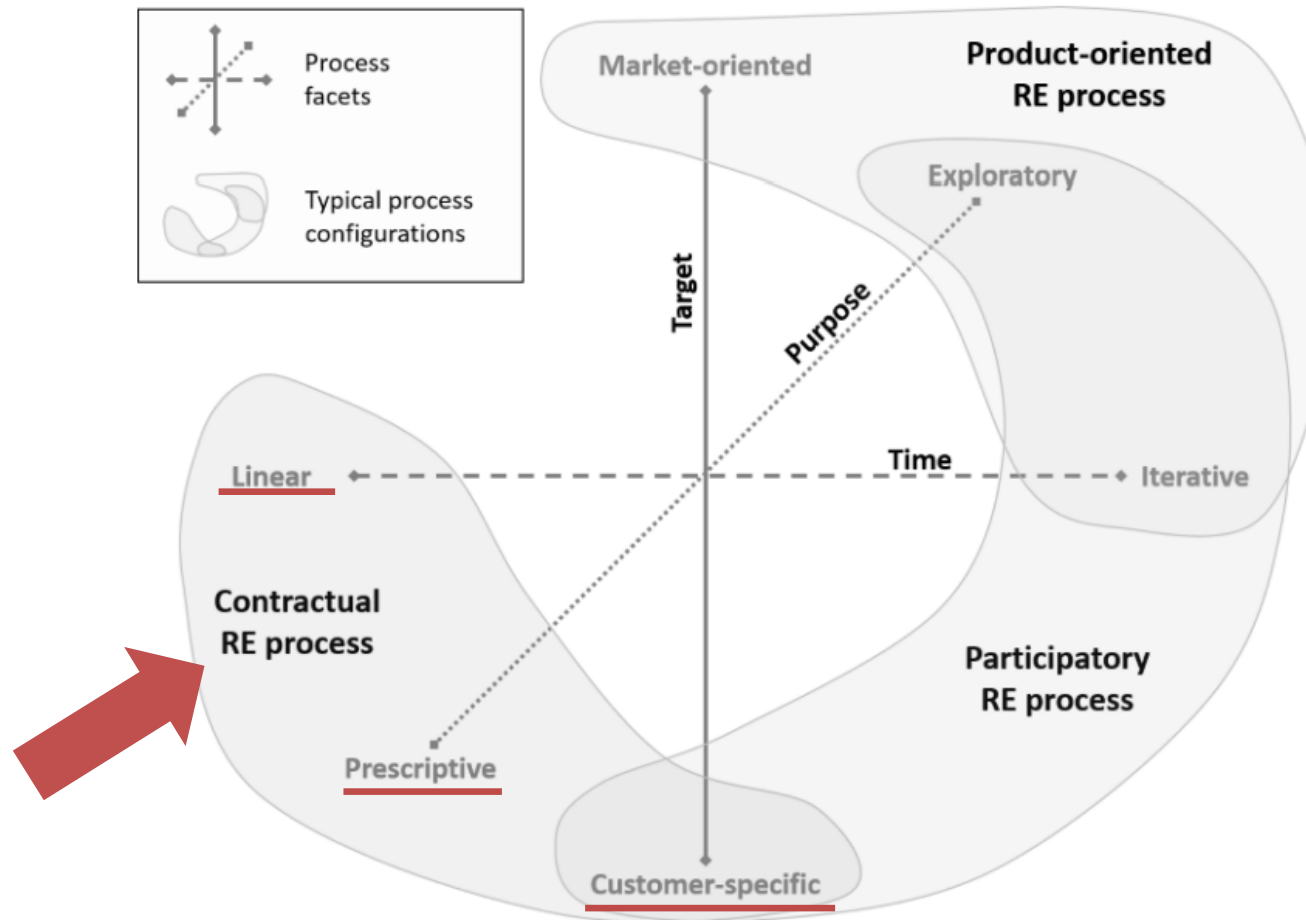 Process
facets
Typical process
configurations
Market-oriented
Product-oriented
RE process
Exploratory
Target
Purpose
Time
Linear
Iterative
Contractual
RE process
Participatory
RE process
Prescriptive
Customer-specific